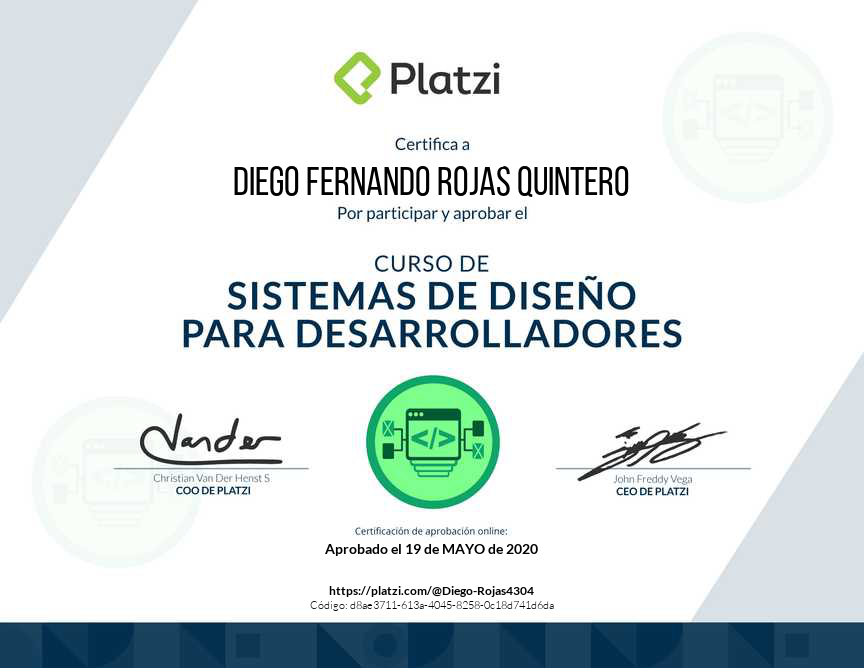 Platzi
Certifica a
DIEGO FERNANDO ROJAS QUINTERO
Por participar y aprobar el
CURSO DE
SISTEMAS DE DISEÑO
PARA DESARROLLADORES
Christian Van Der Henst S
COO DE PLATZI
John Freddy Vega
CEO DE PLATZI
Certificación de aprobación online:
Aprobado el 19 de MAYO de 2020
https://platzi.com/@Diego-Rojas4304
Código: d8ae3711-613a-4045-8258-0c18d741d6da